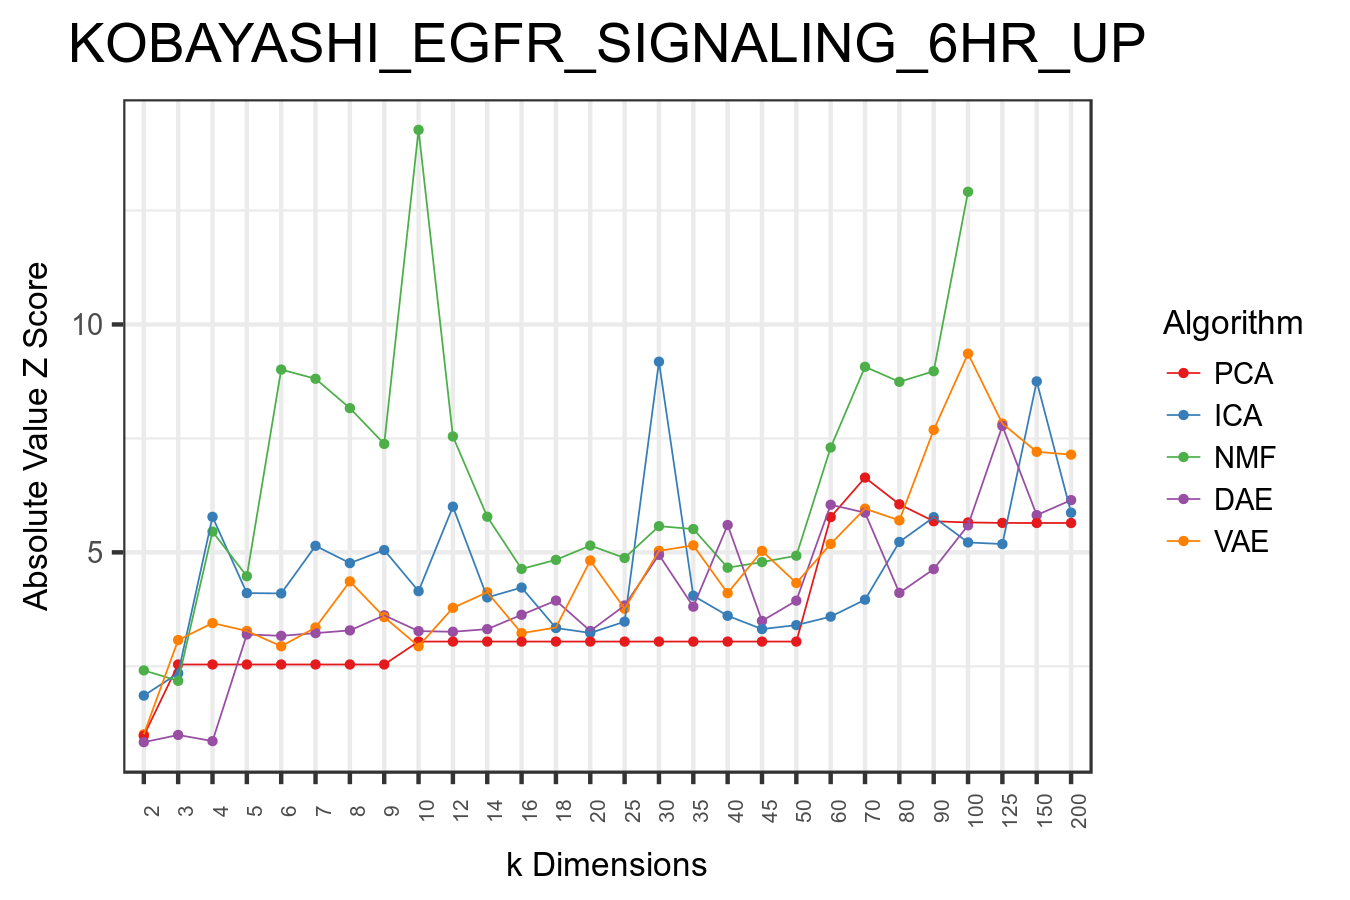 KOBAYASHI_EGFR_SIGNALING_6HR_UP
Absolute Value Z Score
10
5
2 3 4 5 6 7 8 9 10 12 14 16 18 20 25 30 35 40 45 50 60 70 80 90 100 125 150 200
k Dimensions
Algorithm
PCA
ICA
NMF
DAE
VAE